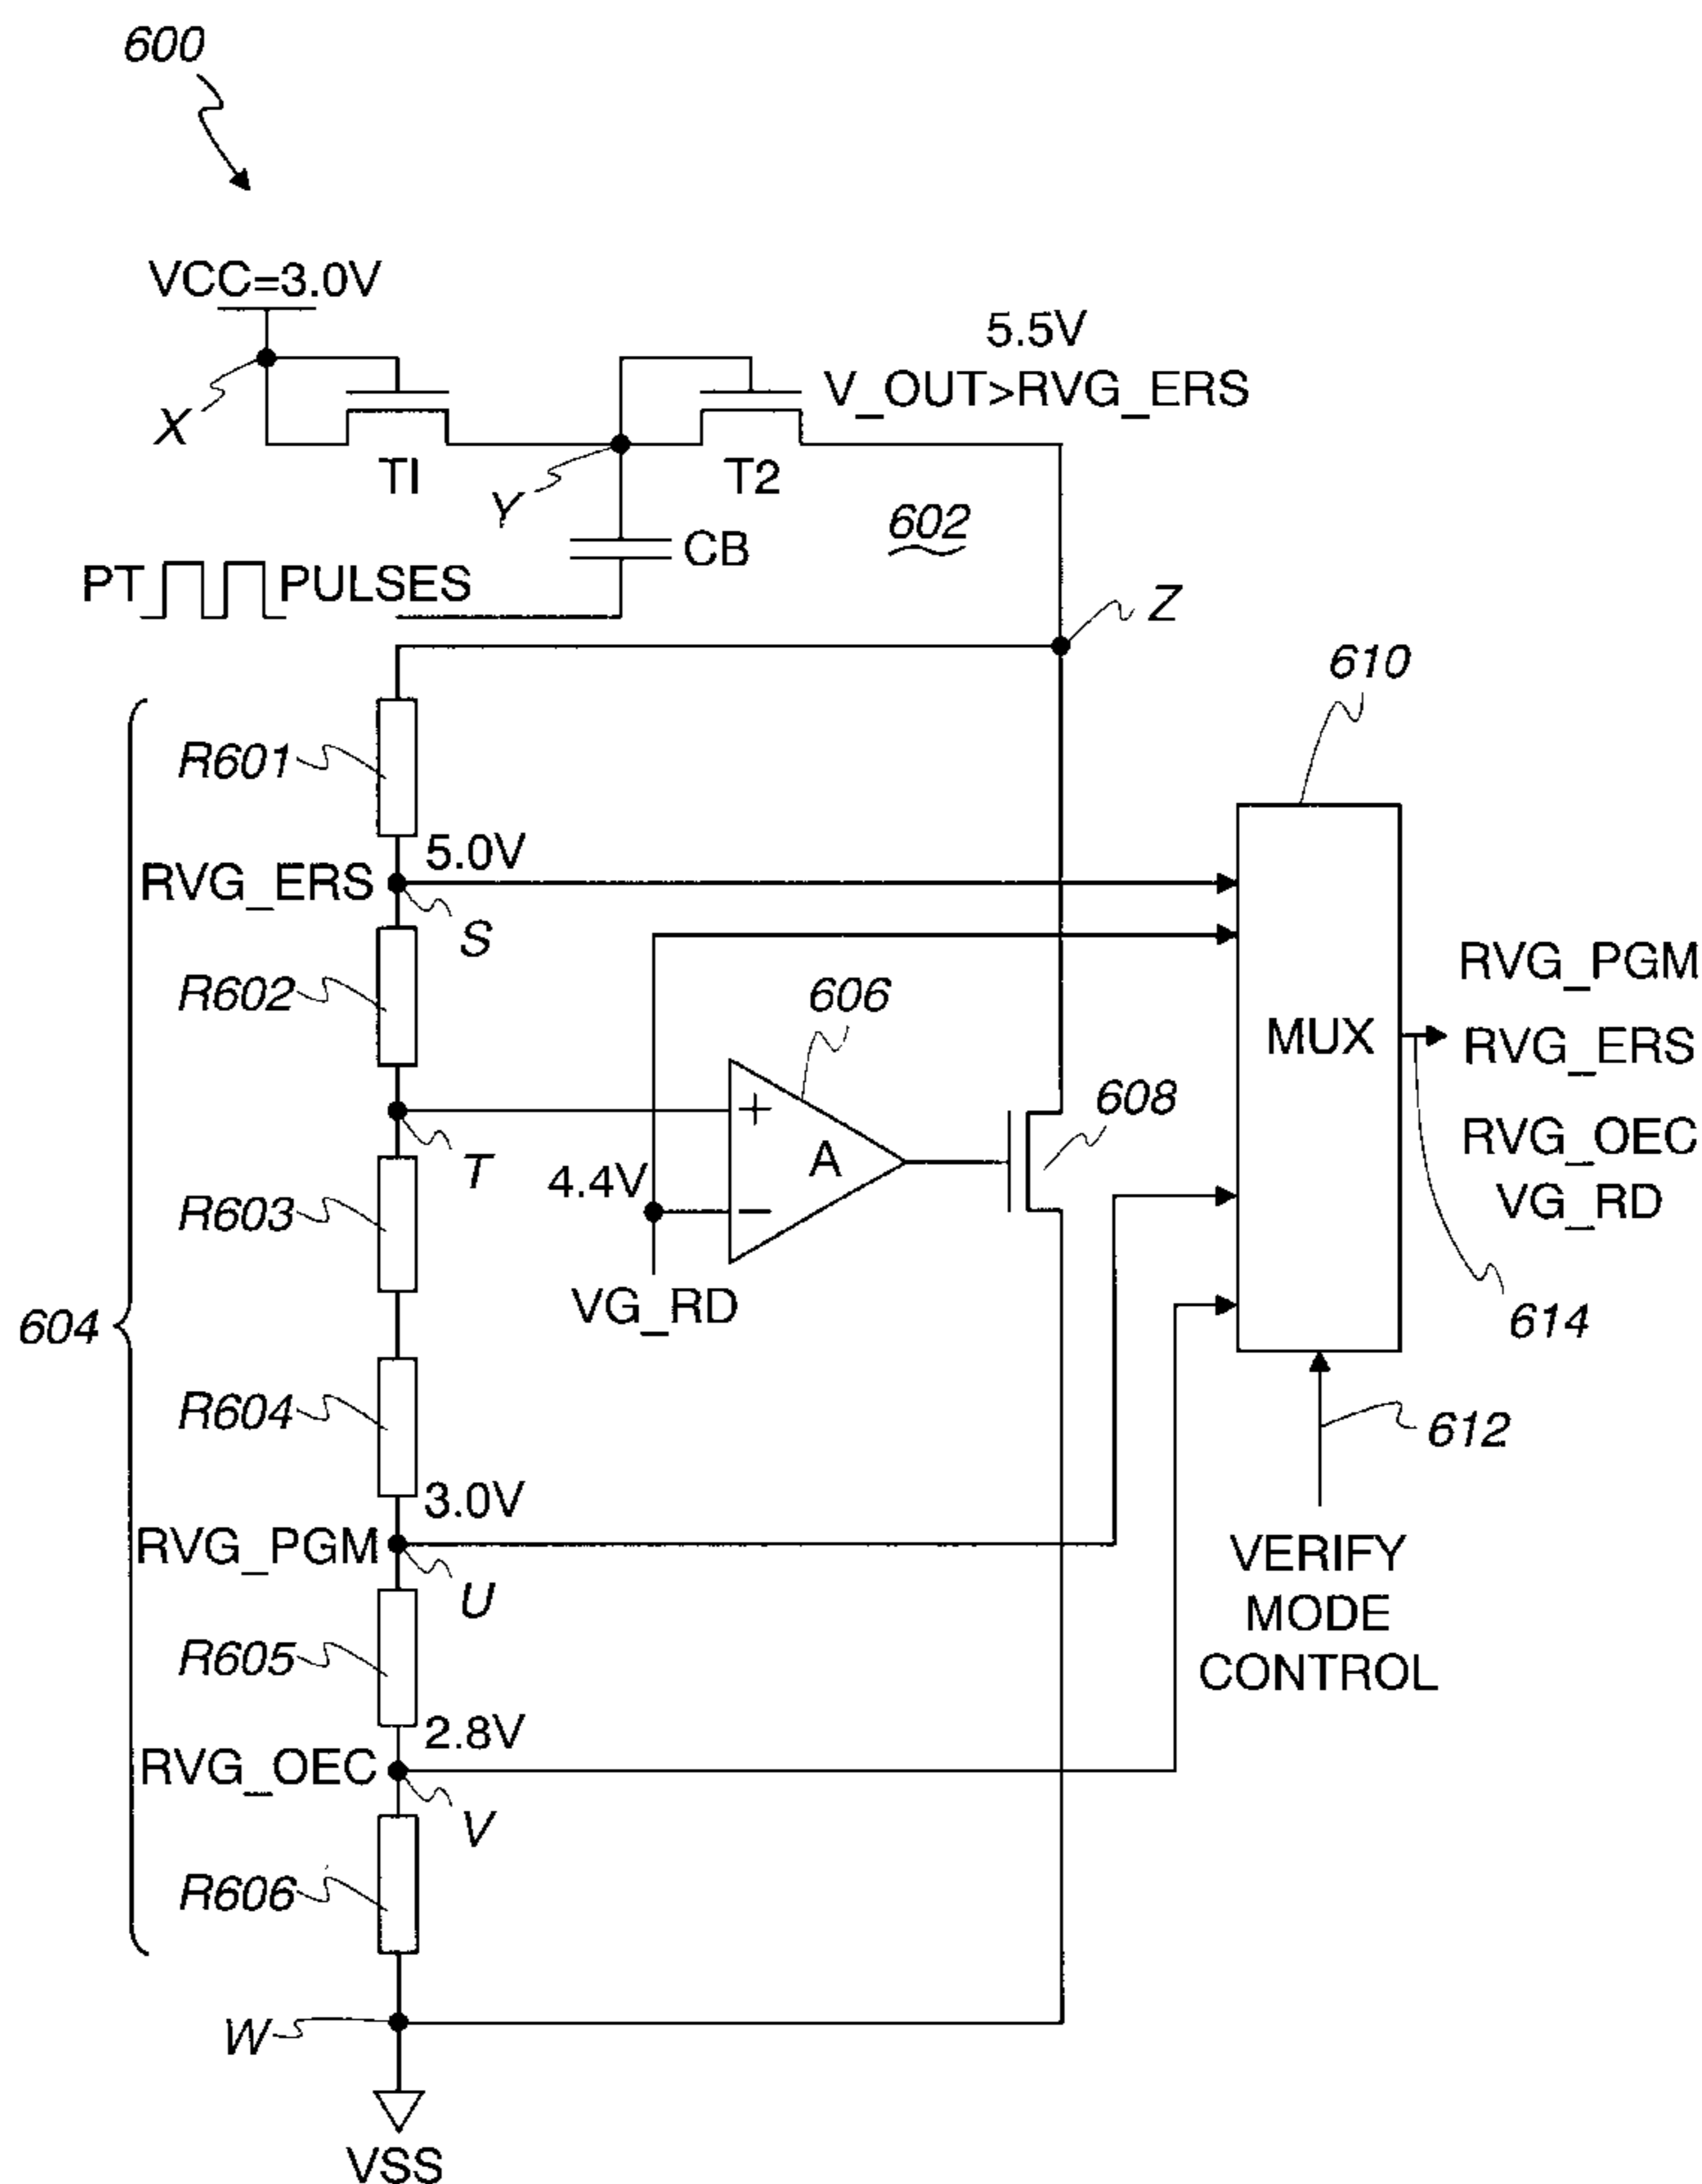 600
VCC=3.0V
5.5V
V_OUT>RVG_ERS
X
T1
Y
T2
602
CB
PT
PULSES
Z
610
R601
5.0V
RVG_ERS
S
R602
606
RVG_PGM
MUX
RVG_ERS
608
+
A
T
4.4V
–
RVG_OEC
VG_RD
R603
VG_RD
604
614
R604
612
3.0V
RVG_PGM
U
VERIFY
MODE
CONTROL
R605
2.8V
RVG_OEC
V
R606
W
VSS